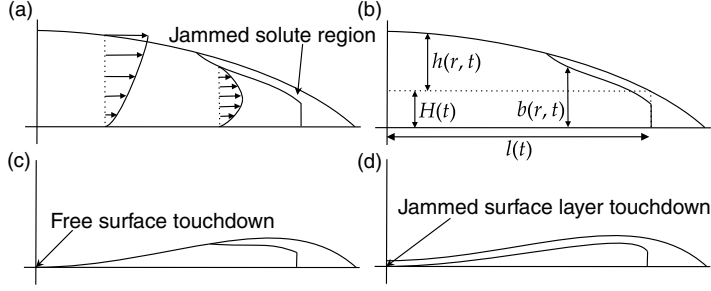 (a)
Jammed solute region
(b)
h(r, t)
H(t)
b(r, t)
l(t)
(c)
Free surface touchdown
(d)
Jammed surface layer touchdown